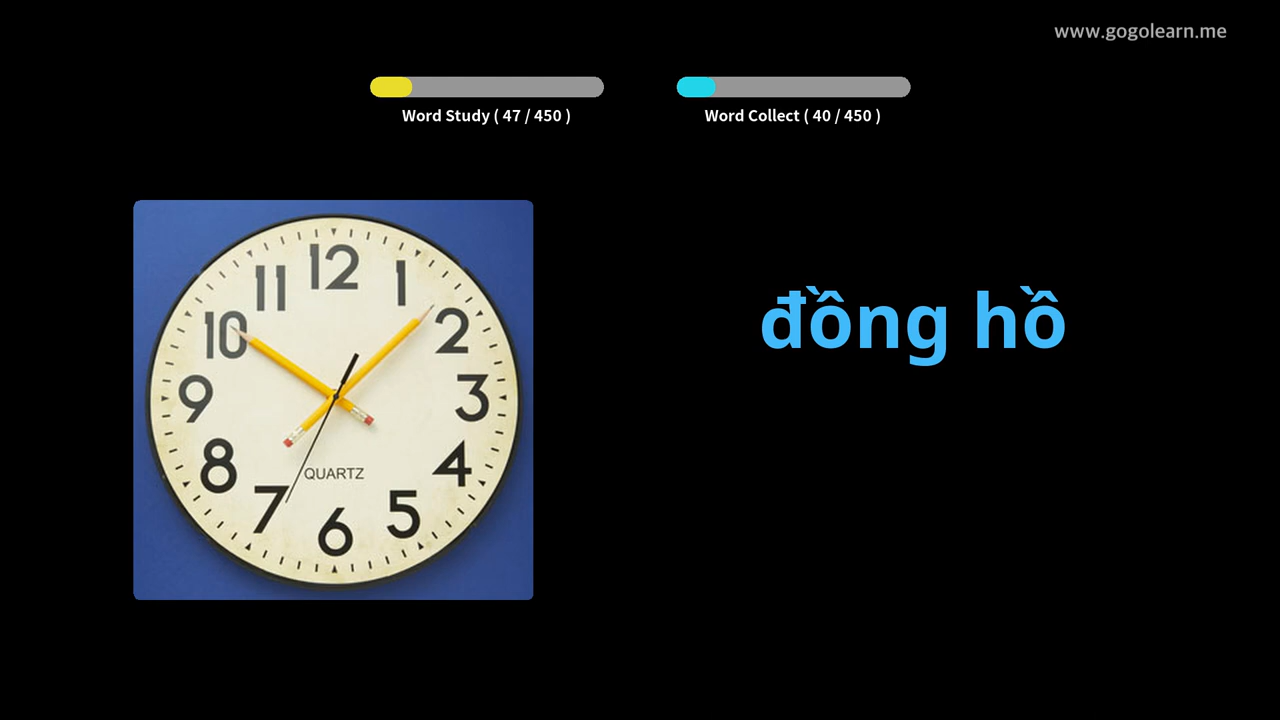 www.gogolearn.me
Word Study ( 47 / 450 )
Word Collect ( 40 / 450 )
12
11
1
10
2
9
3
8
4
QUARTZ
7
5
6
đồng hồ